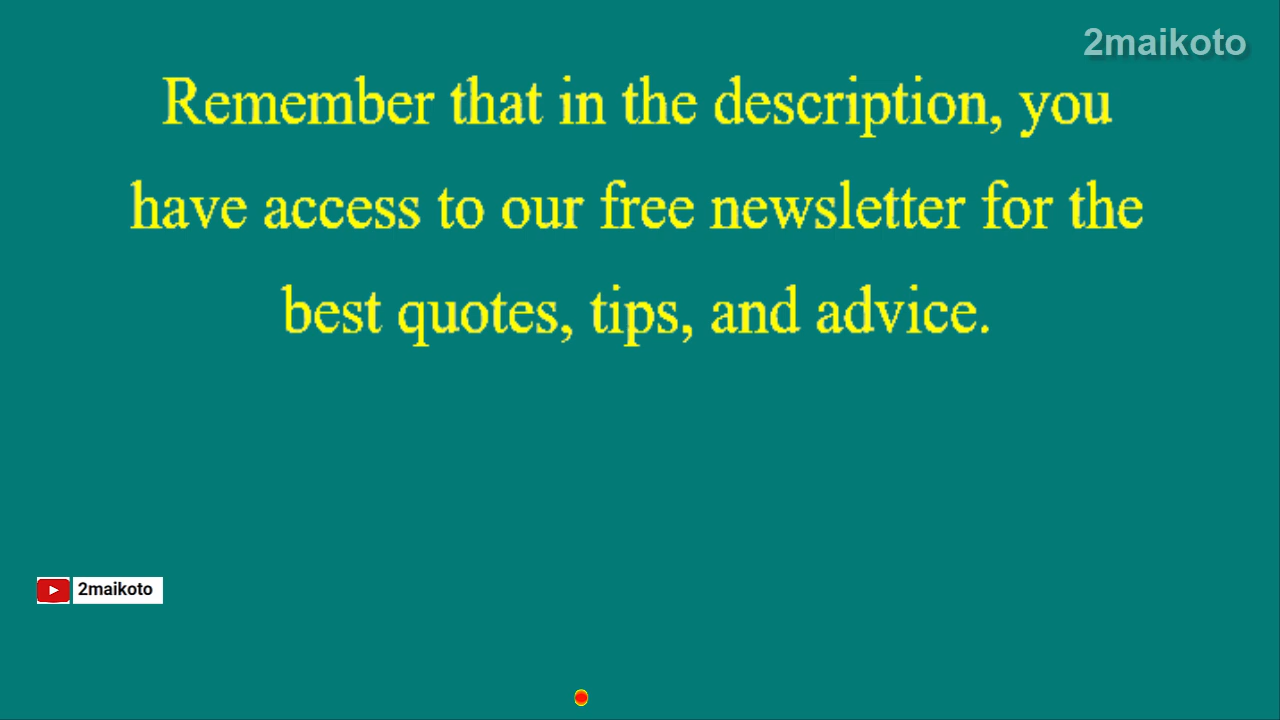 2maikoto
Remember that in the description, you
have access to our free newsletter for the
best quotes, tips, and advice.
2maikoto